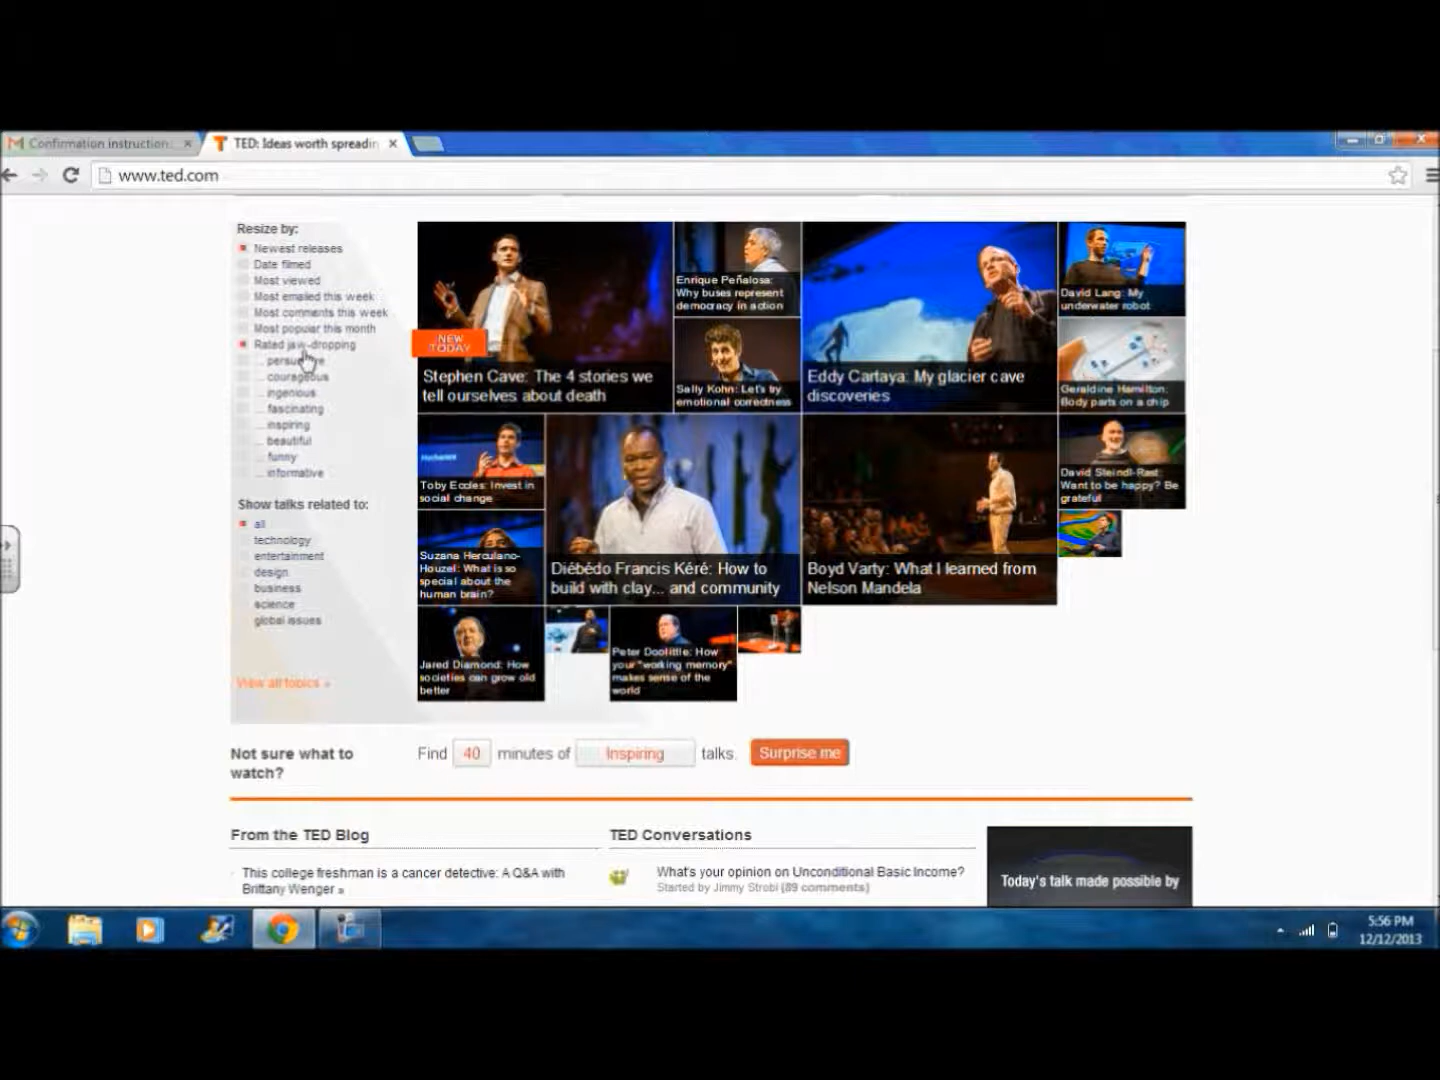 Confirmation instruction
TED: Ideas worth spreadin
www.ted.com
Resize by:
Newest releases
Date filmed
Most viewed
Most emailed this week
Most comments this week
Most popular this month
Rated jaw-dropping
... persuasive
... courageous
... ingenious
... fascinating
... inspiring
... beautiful
... funny
... informative
Show talks related to:
all
technology
entertainment
design
business
science
global issues
View all topics »
NEW
TODAY
Stephen Cave: The 4 stories we
tell ourselves about death
Enrique Peñalosa:
Why buses represent
democracy in action
Sally Kohn: Let's try
emotional correctness
Eddy Cartaya: My glacier cave
discoveries
David Lang: My
underwater robot
Geraldine Hamilton:
Body parts on a chip
Toby Eccles: Invest in
social change
Suzana Herculano-
Houzel: What is so
special about the
human brain?
Diébédo Francis Kéré: How to
build with clay... and community
Boyd Varty: What I learned from
Nelson Mandela
David Steindl-Rast:
Want to be happy? Be
grateful
Jared Diamond: How
societies can grow old
better
Peter Doolittle: How
your "working memory"
makes sense of the
world
Not sure what to
watch?
Find 40 minutes of Inspiring talks. Surprise me
From the TED Blog
This college freshman is a cancer detective: A Q&A with
Brittany Wenger »
TED Conversations
What's your opinion on Unconditional Basic Income?
Started by Jimmy Strobl (89 comments)
Today's talk made possible by
5:56 PM
12/12/2013